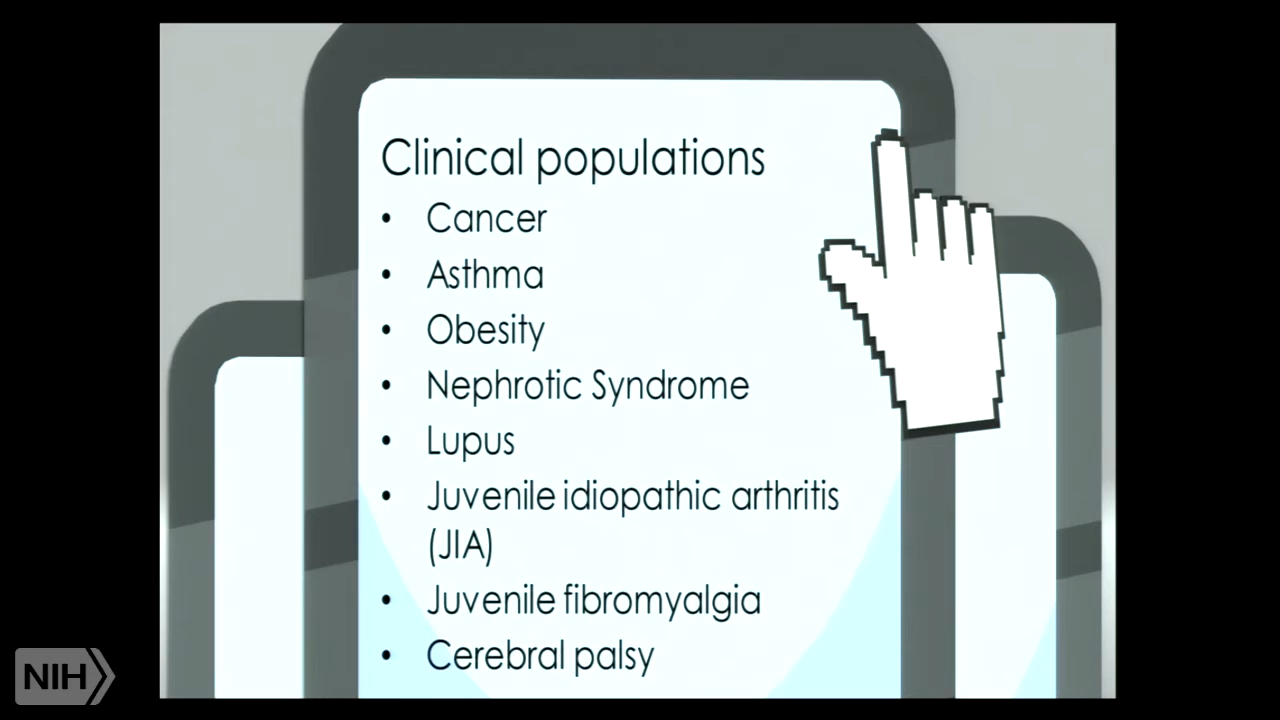 Clinical populations
• Cancer
• Asthma
• Obesity
• Nephrotic Syndrome
• Lupus
• Juvenile idiopathic arthritis
(JIA)
• Juvenile fibromyalgia
• Cerebral palsy
NIH